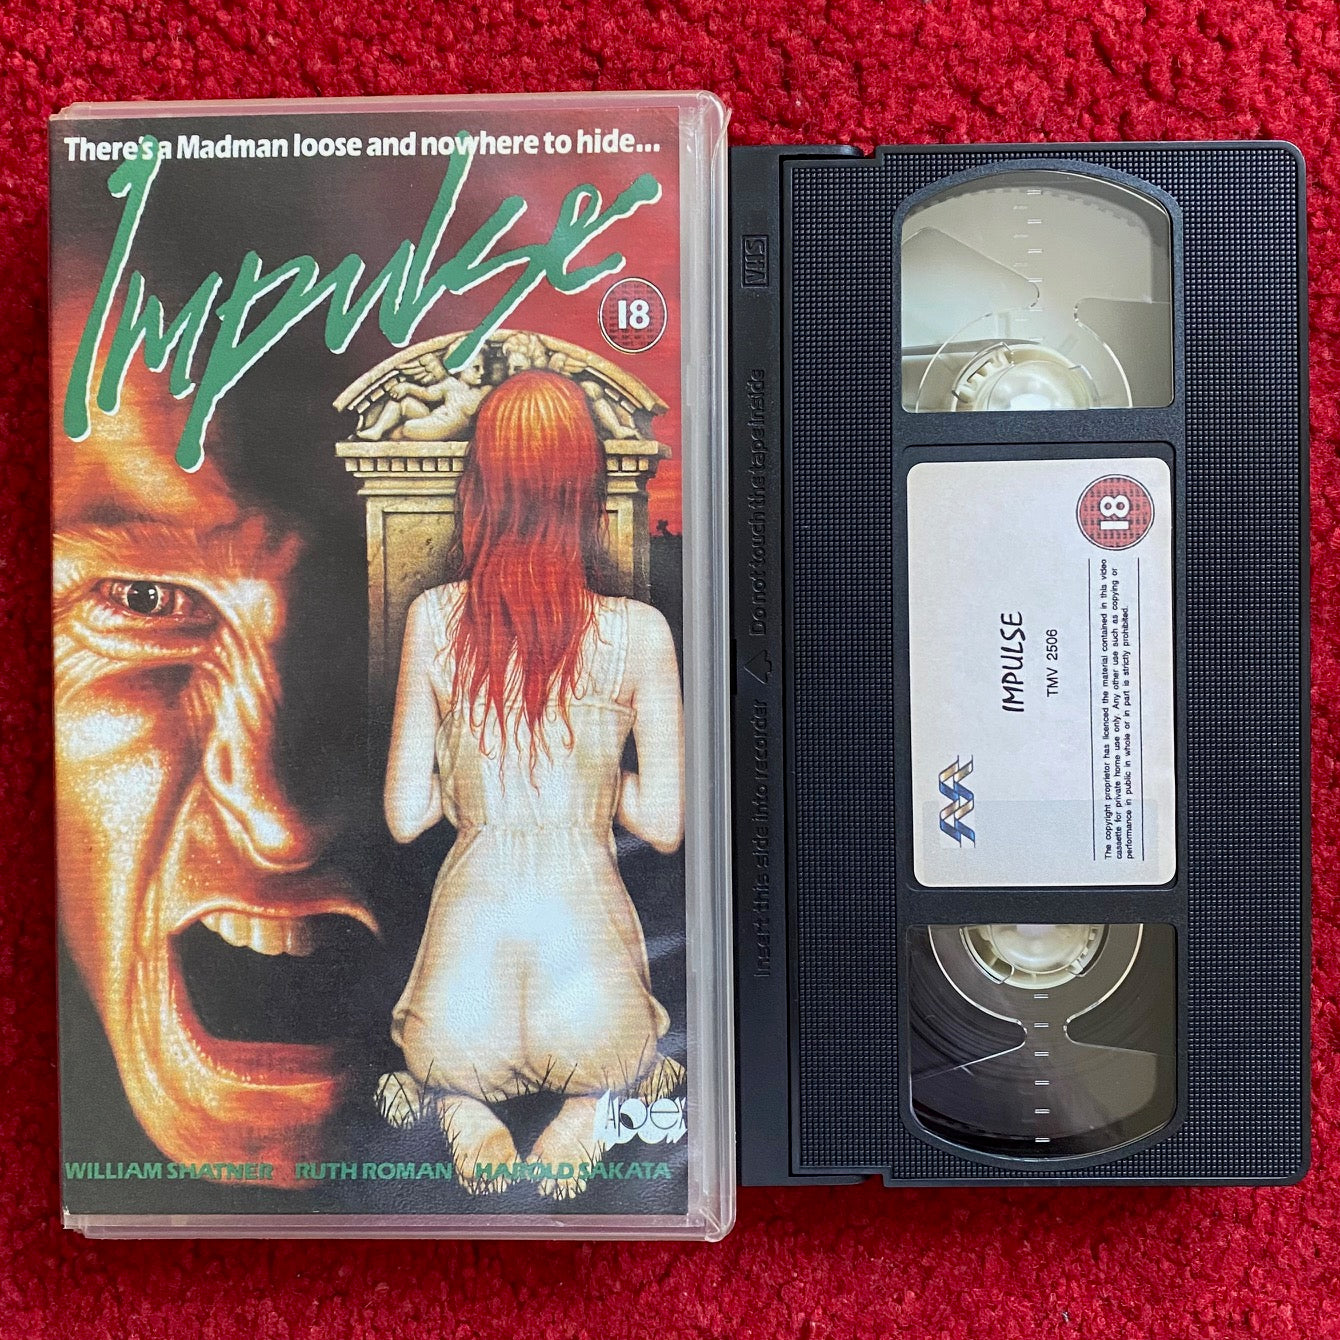 There's a Madman loose and nowhere to hide...
Impulse
18
Apex
WILLIAM SHATNER RUTH ROMAN HAROLD SAKATA
VHS
Insert this side into recorder Do not touch the tape inside
18
IMPULSE
TMV 2506
The copyright proprietor has licenced the material contained in this video
cassette for private home use only. Any other use such as copying or
performance in public in whole or in part is strictly prohibited.